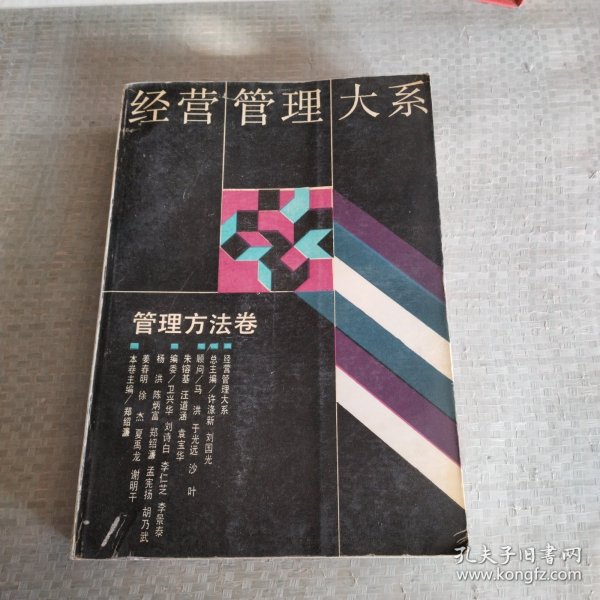 经营管理大系
管理方法卷
经营管理大系
总主编／许涤新 刘国光
顾问／马 洪 于光远 沙 叶
朱镕基 汪道涵 袁宝华
编委／卫兴华 刘诗白 李仁芝 李景泰
杨 洪 陈炳富 郑绍濂 孟宪扬 胡乃武
姜春明 徐 杰 夏禹龙 谢明干
本卷主编／郑绍濂
孔夫子旧书网
www.kongfz.com